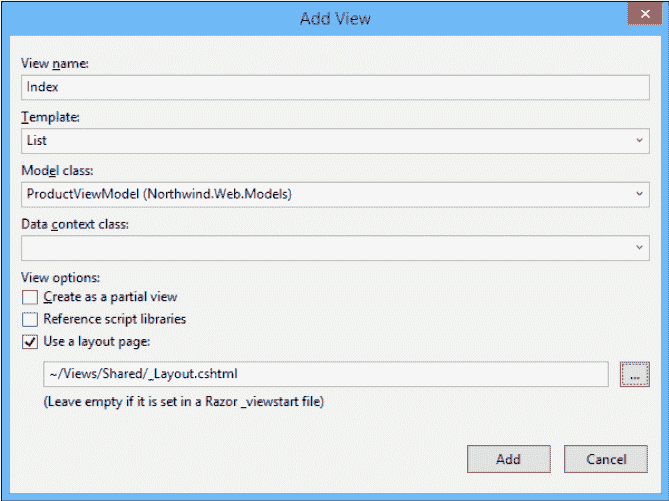 Add View
View name:
Index
Template:
List
Model class:
ProductViewModel (Northwind.Web.Models)
Data context class:
View options:
Create as a partial view
Reference script libraries
Use a layout page:
~/Views/Shared/_Layout.cshtml
...
(Leave empty if it is set in a Razor _viewstart file)
Add
Cancel